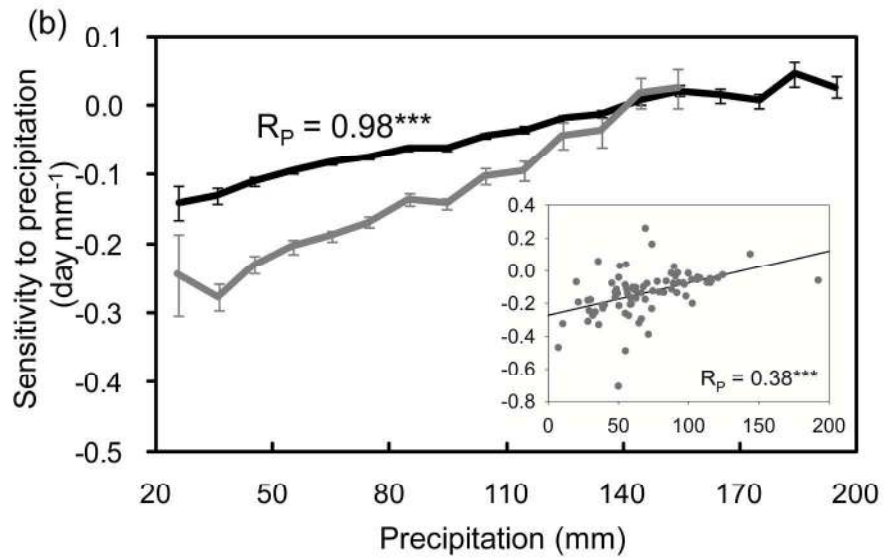 (b)
0.1
0.0
-0.1
-0.2
-0.3
-0.4
-0.5
Sensitivity to precipitation
(day mm-1)
RP = 0.98***
0.4
0.2
0.0
-0.2
-0.4
-0.6
-0.8
RP = 0.38***
0 50 100 150 200
20 50 80 110 140 170 200
Precipitation (mm)